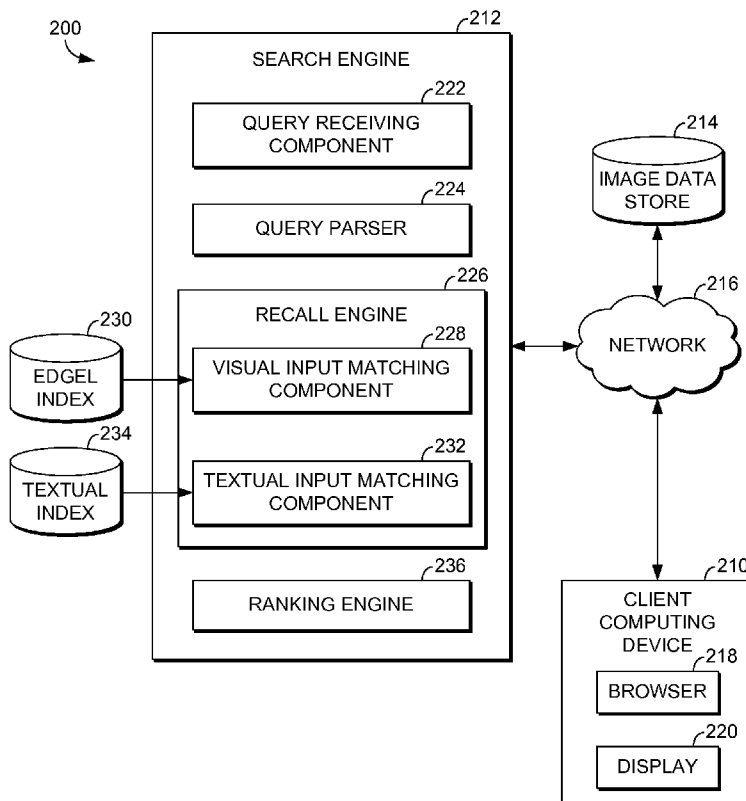 200
212
SEARCH ENGINE
222
QUERY RECEIVING
COMPONENT
224
QUERY PARSER
226
RECALL ENGINE
228
VISUAL INPUT MATCHING
COMPONENT
232
TEXTUAL INPUT MATCHING
COMPONENT
236
RANKING ENGINE
230
EDGEL
INDEX
234
TEXTUAL
INDEX
214
IMAGE DATA
STORE
216
NETWORK
210
CLIENT
COMPUTING
DEVICE
218
BROWSER
220
DISPLAY